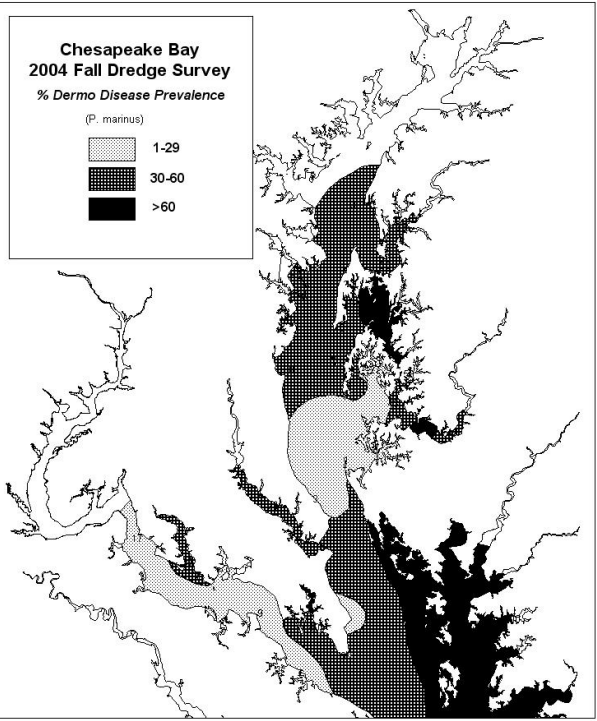 Chesapeake Bay
2004 Fall Dredge Survey
% Dermo Disease Prevalence
(P. marinus)
1-29
30-60
>60